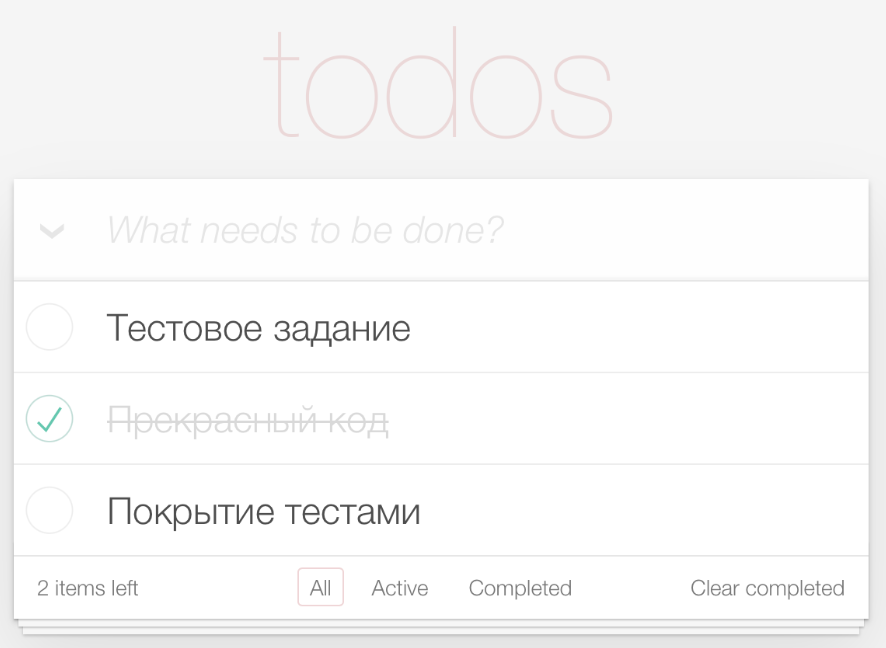 todos
What needs to be done?
Тестовое задание
Прекрасный код
Покрытие тестами
2 items left All Active Completed Clear completed